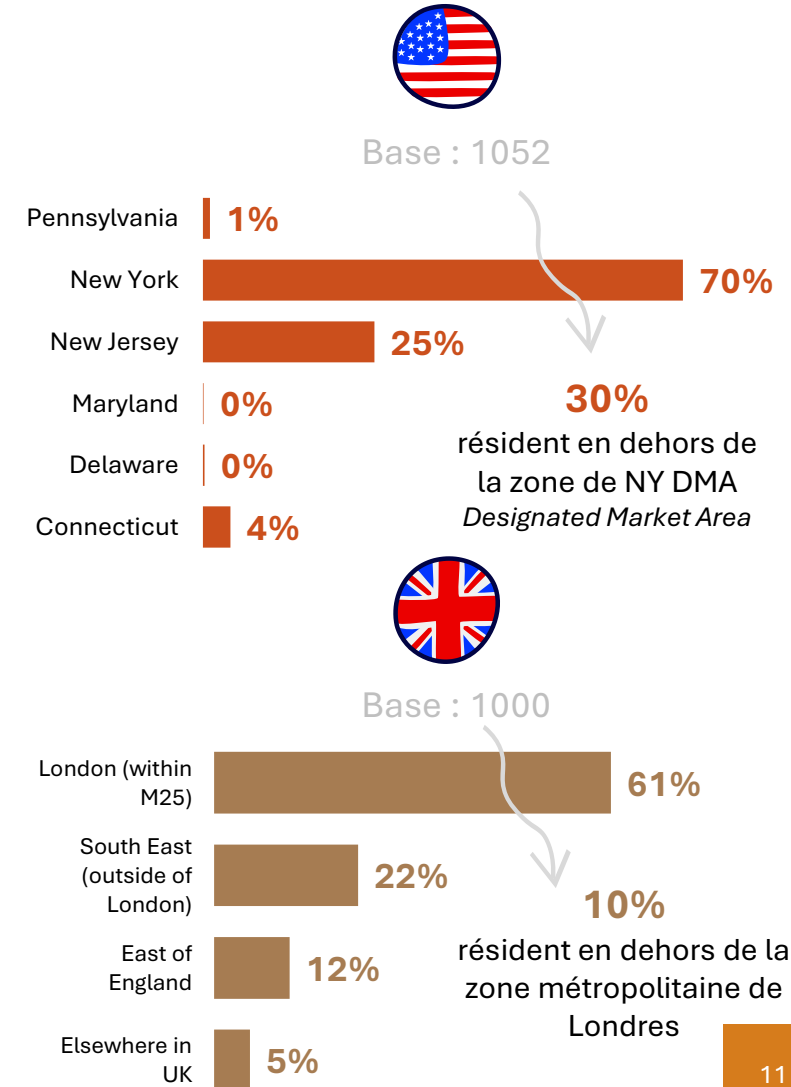 Base : 1052
Pennsylvania 1%
New York 70%
New Jersey 25%
Maryland 0%
Delaware 0%
Connecticut 4%
30%
résident en dehors de
la zone de NY DMA
Designated Market Area
Base : 1000
London (within
M25)
61%
South East
(outside of
London)
22%
East of
England
12%
Elsewhere in
UK
5%
10%
résident en dehors de la
zone métropolitaine de
Londres
11